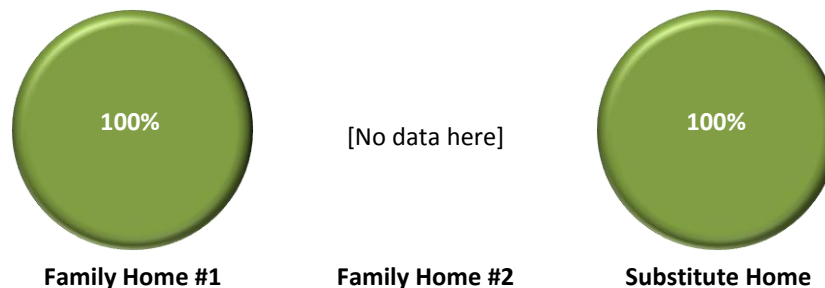 100%
[No data here]
100%
Family Home #1
Family Home #2
Substitute Home